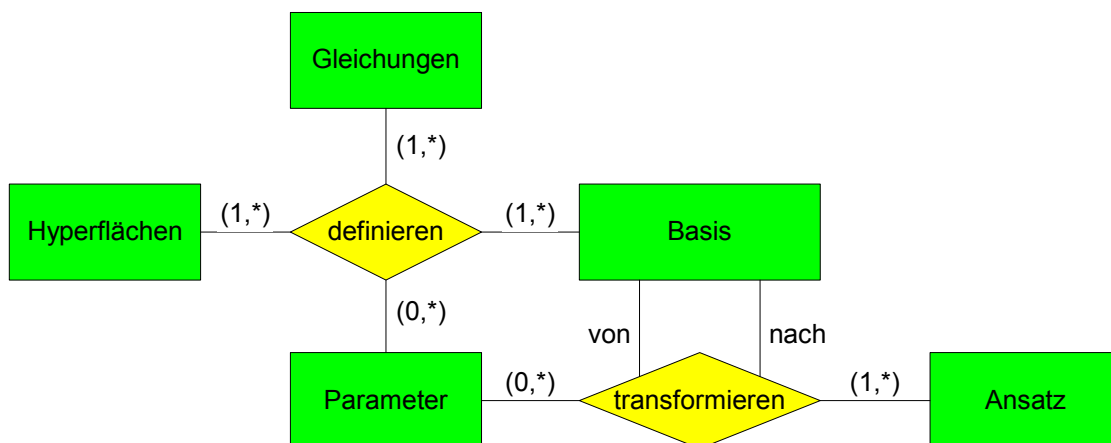 Gleichungen
(1,*)
Hyperflächen
(1,*)
definieren
(1,*)
Basis
(0,*)
von
nach
Parameter
(0,*)
transformieren
(1,*)
Ansatz